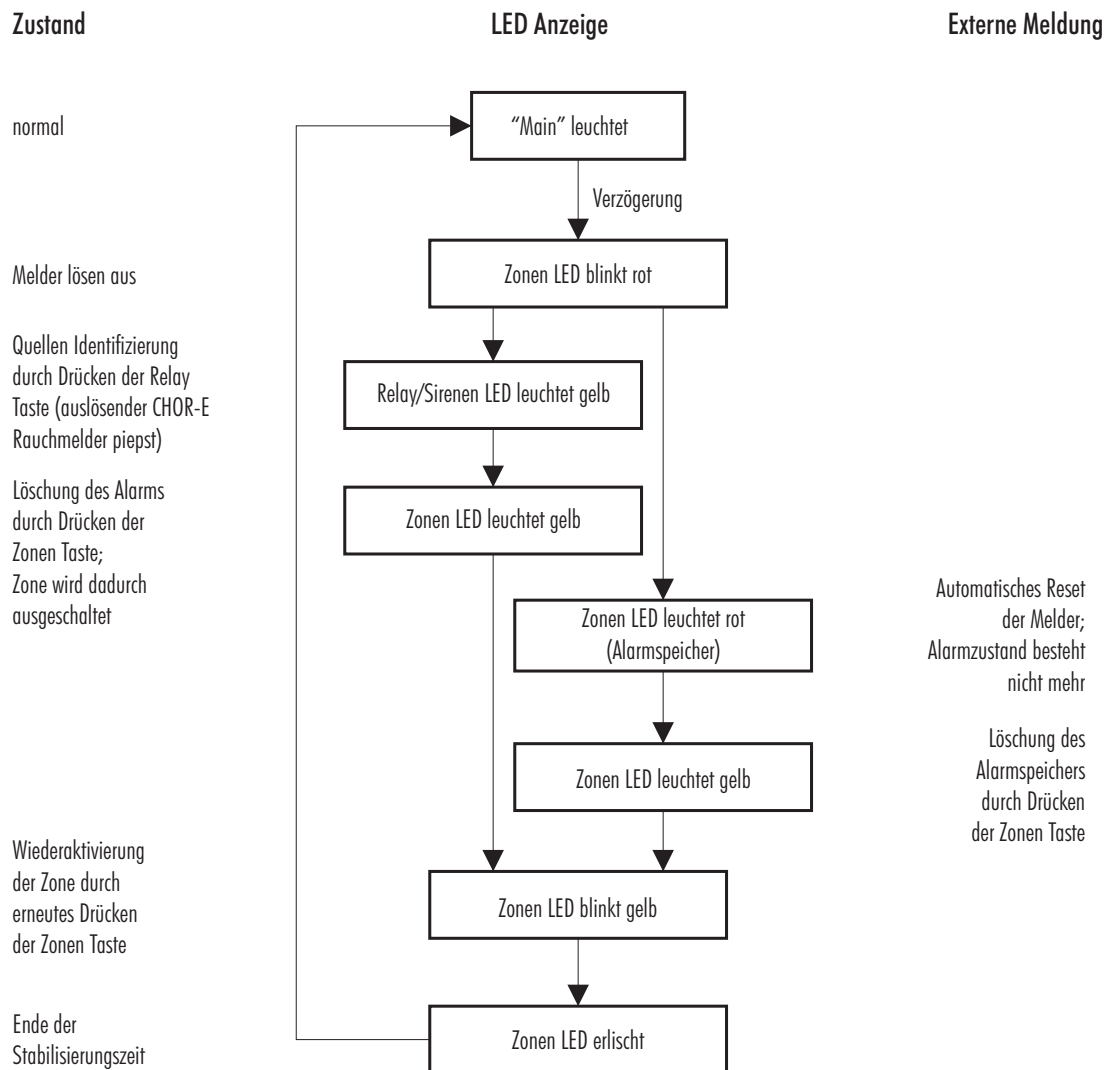 Zustand
LED Anzeige
Externe Meldung
normal
“Main” leuchtet
Verzögerung
Melder lösen aus
Zonen LED blinkt rot
Quellen Identifizierung
durch Drücken der Relay
Taste (auslösender CHOR-E
Rauchmelder piepst)
Relay/Sirenen LED leuchtet gelb
Löschung des Alarms
durch Drücken der
Zonen Taste;
Zone wird dadurch
ausgeschaltet
Zonen LED leuchtet gelb
Zonen LED leuchtet rot
(Alarmspeicher)
Automatisches Reset
der Melder;
Alarmzustand besteht
nicht mehr
Zonen LED leuchtet gelb
Löschung des
Alarmspeichers
durch Drücken
der Zonen Taste
Wiederaktivierung
der Zone durch
erneutes Drücken
der Zonen Taste
Zonen LED blinkt gelb
Ende der
Stabilisierungszeit
Zonen LED erlischt